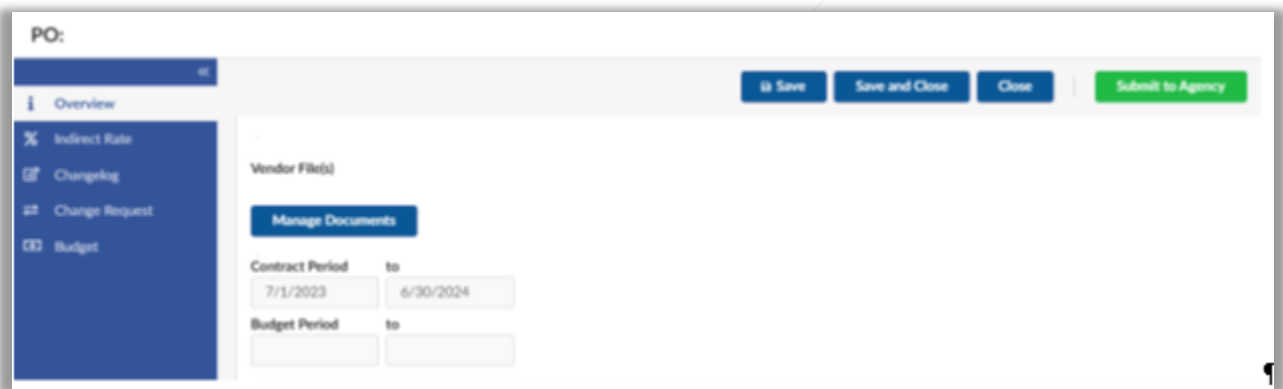 PO:
Save Save and Close Close Submit to Agency
Overview
Indirect Rate
Changelog
Change Request
Budget
Vendor File(s)
Manage Documents
Contract Period to
7/1/2023 6/30/2024
Budget Period to
¶